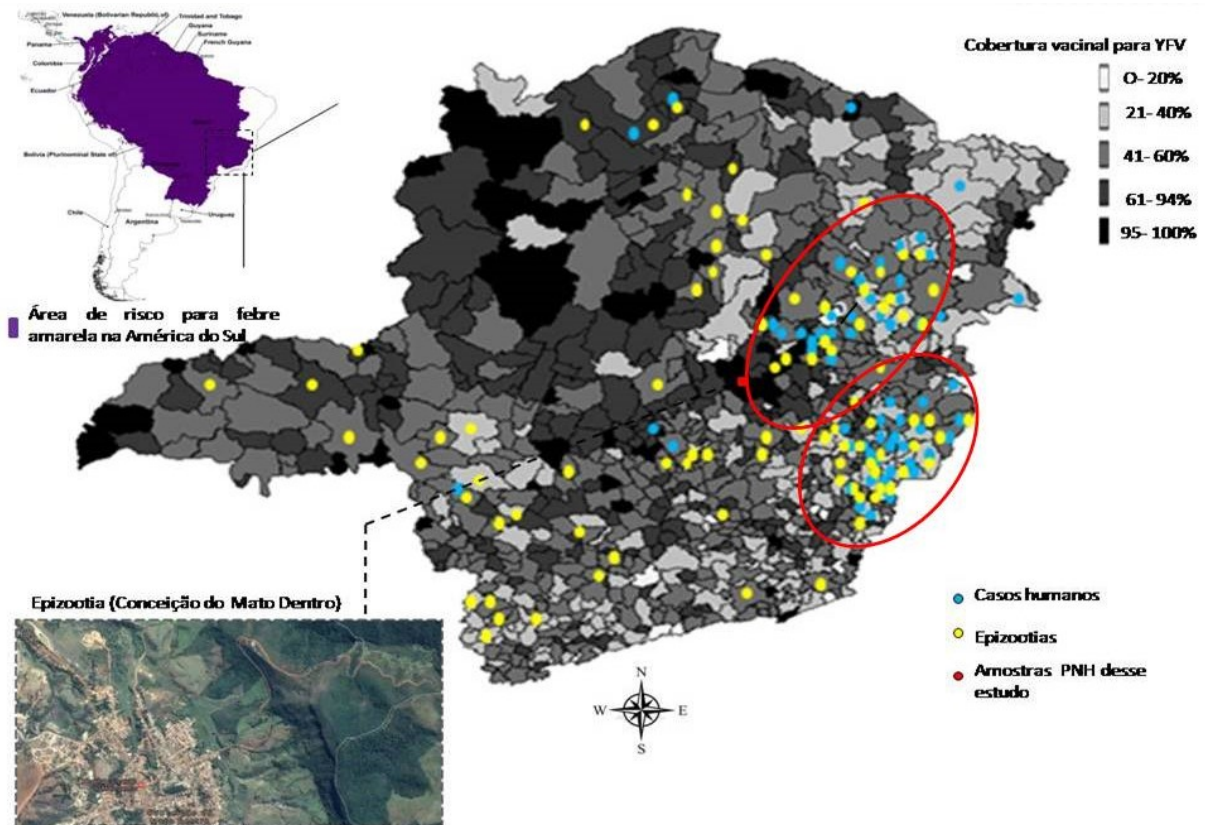 Venezuela (Bolivarian Republic of)
Trinidad and Tobago
Guyana
Suriname
French Guyana
Panama
Colombia
Ecuador
Bolivia (Plurinominal State of)
Chile
Argentina
Uruguay
Área de risco para febre
amarela na América do Sul
Cobertura vacinal para YFV
O- 20%
21- 40%
41- 60%
61- 94%
95- 100%
Epizootia (Conceição do Mato Dentro)
Casos humanos
Epizootias
Amostras PNH desse
estudo
N
W
E
S